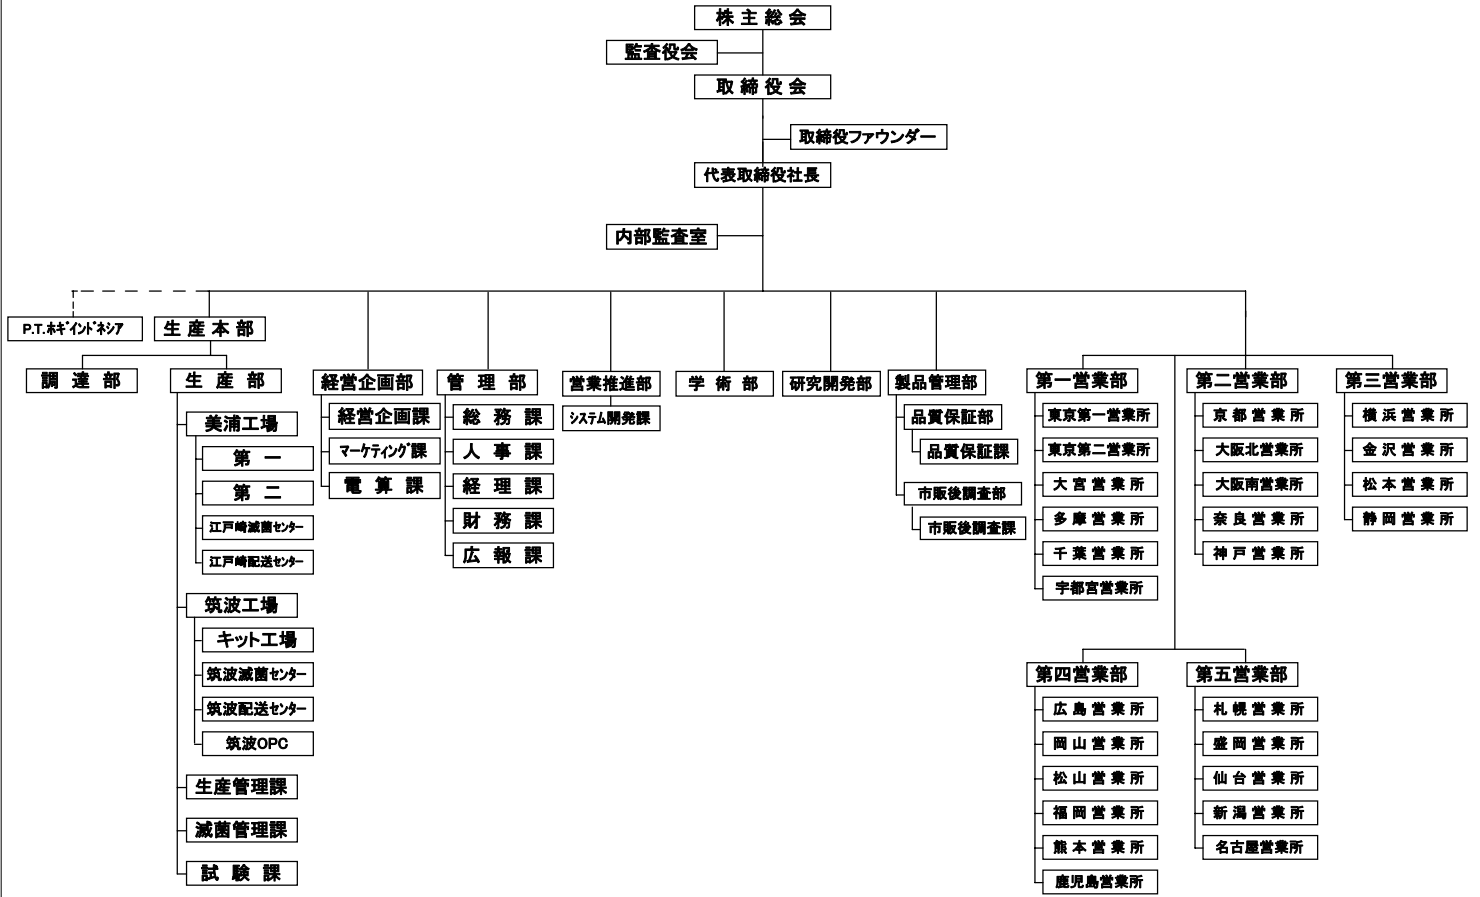 株主総会
監査役会
取締役会
取締役ファウンダー
代表取締役社長
内部監査室
P.T.ホギインドネシア
生産本部
調達部
生産部
美浦工場
第一
第二
江戸崎滅菌センター
江戸崎配送センター
筑波工場
キット工場
筑波滅菌センター
筑波配送センター
筑波OPC
生産管理課
滅菌管理課
試験課
経営企画部
経営企画課
マーケティング課
電算課
管理部
総務課
人事課
経理課
財務課
広報課
営業推進部
システム開発課
学術部
研究開発部
製品管理部
品質保証部
品質保証課
市販後調査部
市販後調査課
第一営業部
東京第一営業所
東京第二営業所
大宮営業所
多摩営業所
千葉営業所
宇都宮営業所
第二営業部
京都営業所
大阪北営業所
大阪南営業所
奈良営業所
神戸営業所
第三営業部
横浜営業所
金沢営業所
松本営業所
静岡営業所
第四営業部
広島営業所
岡山営業所
松山営業所
福岡営業所
熊本営業所
鹿児島営業所
第五営業部
札幌営業所
盛岡営業所
仙台営業所
新潟営業所
名古屋営業所